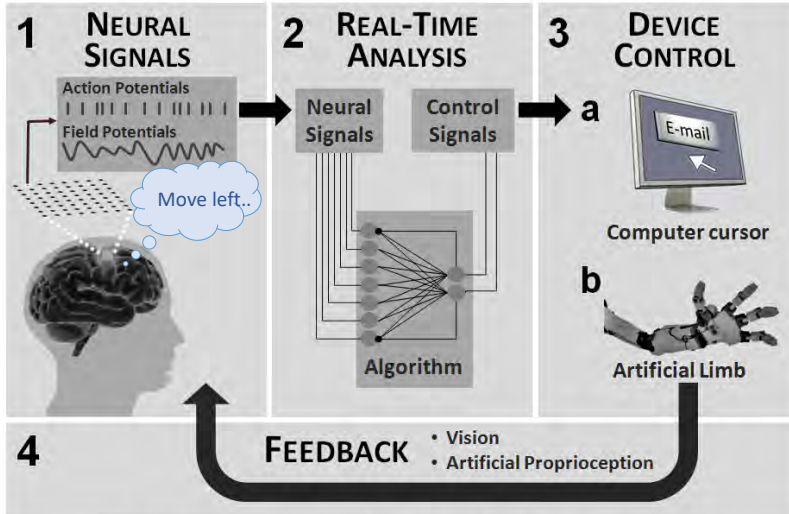 1 NEURAL
SIGNALS
Action Potentials
Field Potentials
Move left..
2 REAL-TIME
ANALYSIS
Neural
Signals
Control
Signals
Algorithm
3 DEVICE
CONTROL
a
E-mail
Computer cursor
b
Artificial Limb
4 FEEDBACK
• Vision
• Artificial Proprioception